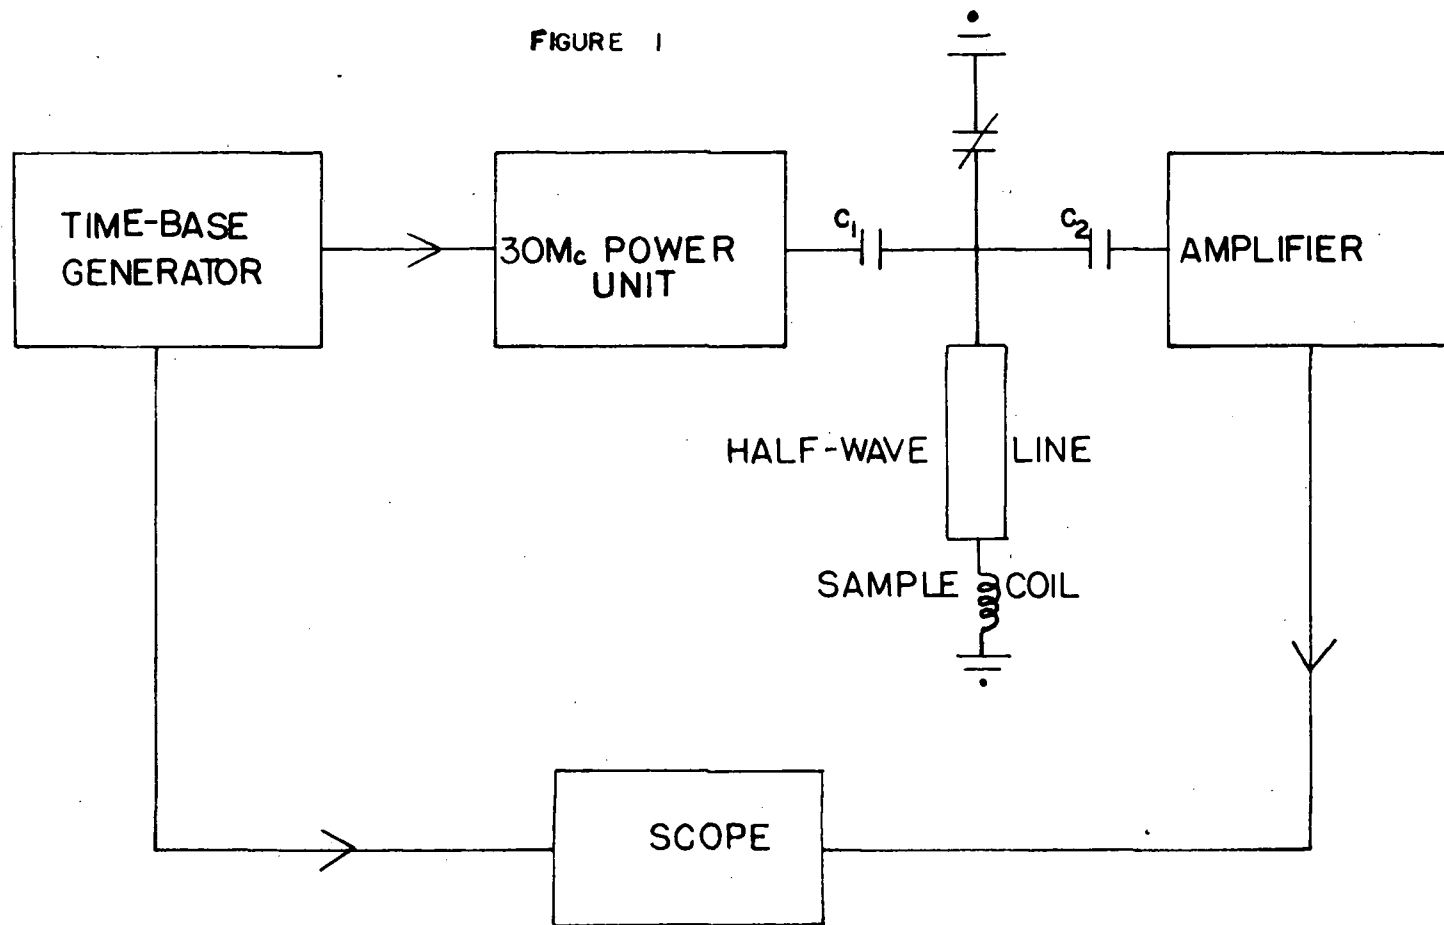 FIGURE 1
TIME-BASE
GENERATOR
30Mc POWER
UNIT
C1
C2
AMPLIFIER
HALF-WAVE LINE
SAMPLE COIL
SCOPE